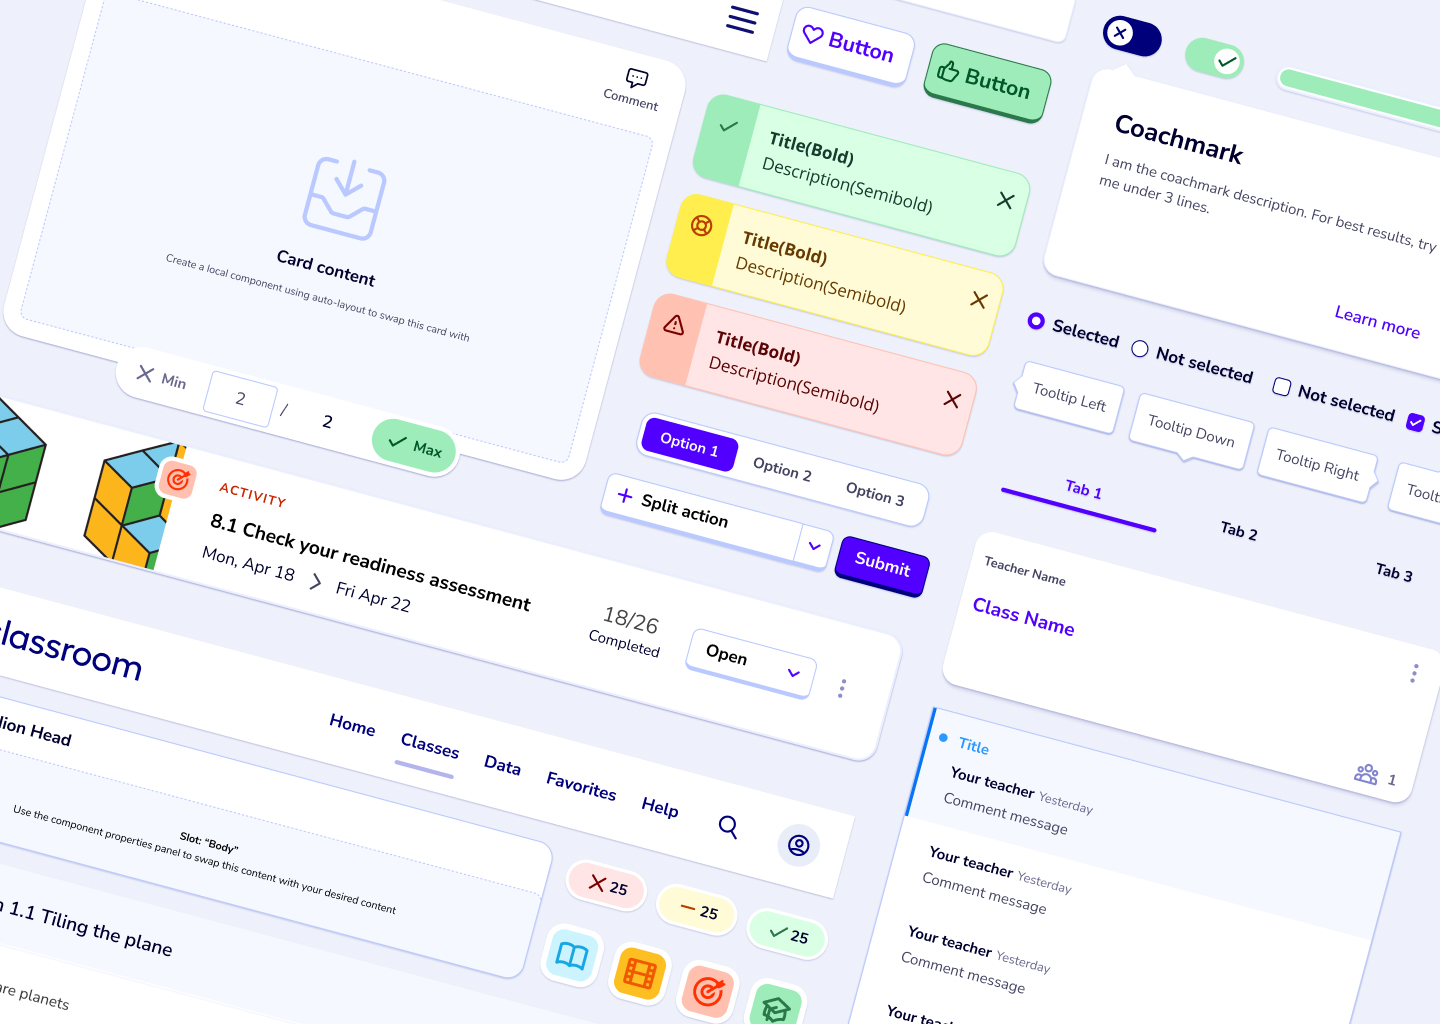 Comment
Card content
Create a local component using auto-layout to swap this card with
Min
2
/
2
Max
Button
Button
Title(Bold)
Description(Semibold)
Title(Bold)
Description(Semibold)
Title(Bold)
Description(Semibold)
Option 1
Option 2
Option 3
Split action
Submit
Coachmark
I am the coachmark description. For best results, try
me under 3 lines.
Learn more
Selected
Not selected
Not selected
S
Tooltip Left
Tooltip Down
Tooltip Right
Toolt
Tab 1
Tab 2
Tab 3
Teacher Name
Class Name
1
ACTIVITY
8.1 Check your readiness assessment
Mon, Apr 18
Fri Apr 22
18/26
Completed
Open
classroom
Home
Classes
Data
Favorites
Help
Head
Slot: “Body”
Use the component properties panel to swap this content with your desired content
1.1 Tiling the plane
are planets
25
25
25
Title
Your teacher Yesterday
Comment message
Your teacher Yesterday
Comment message
Your teacher Yesterday
Comment message
Your